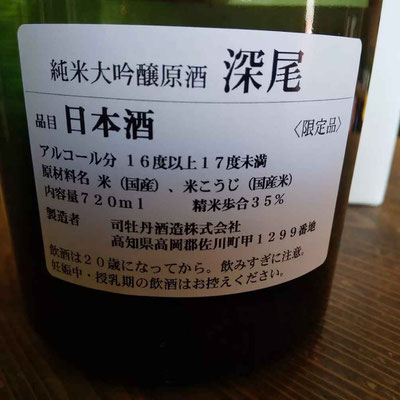 純米大吟醸原酒 深尾
品目 日本酒 〈限定品〉
アルコール分 16度以上17度未満
原材料名 米（国産）、米こうじ（国産米）
内容量720ml 精米歩合35%
製造者 司牡丹酒造株式会社
高知県高岡郡佐川町甲1299番地
飲酒は20歳になってから。飲みすぎに注意。
妊娠中・授乳期の飲酒はお控えください。